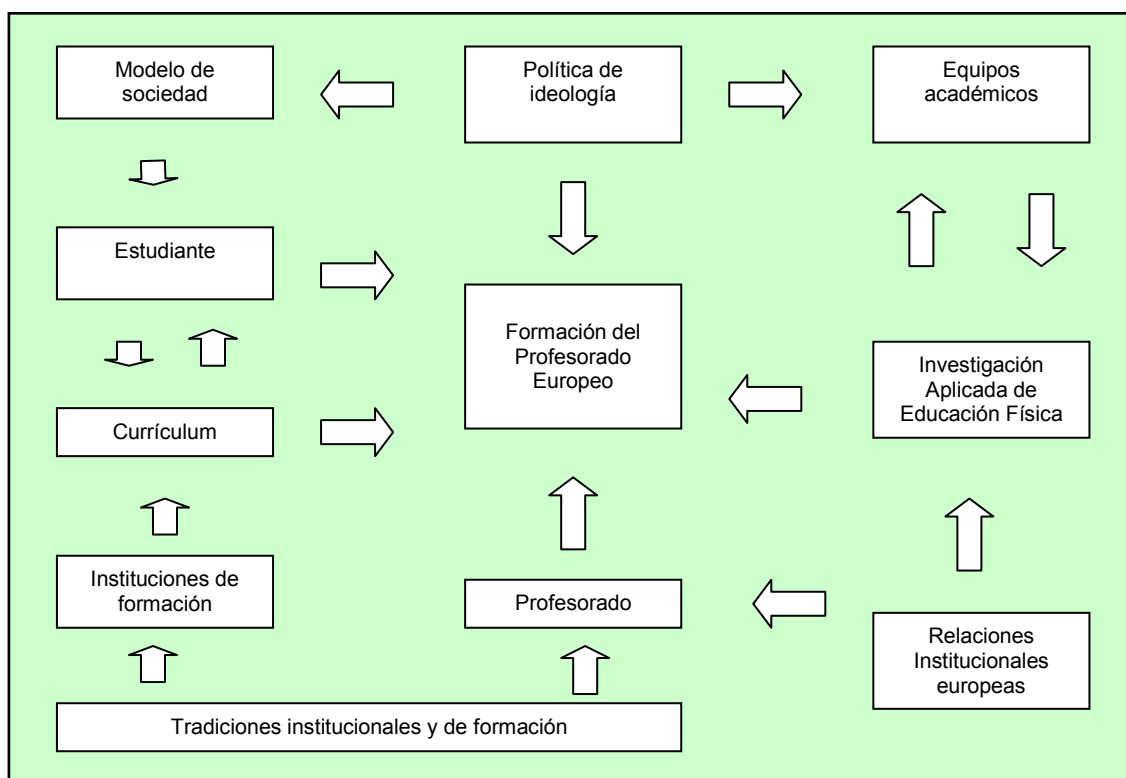 Modelo de
sociedad
Política de
ideología
Equipos
académicos
Estudiante
Formación del
Profesorado
Europeo
Investigación
Aplicada de
Educación Física
Currículum
Instituciones de
formación
Profesorado
Relaciones
Institucionales
europeas
Tradiciones institucionales y de formación